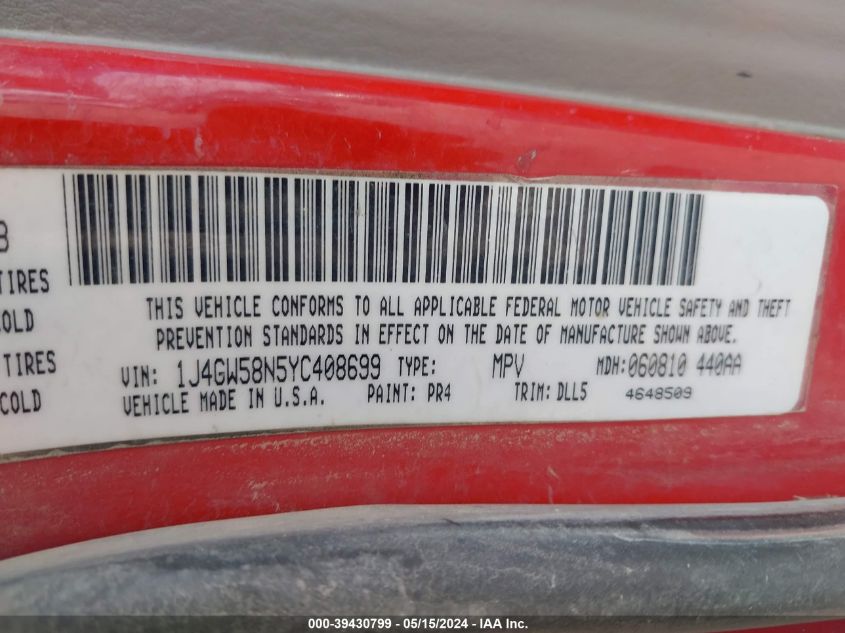 8
TIRES
COLD
TIRES
COLD
THIS VEHICLE CONFORMS TO ALL APPLICABLE FEDERAL MOTOR VEHICLE SAFETY AND THEFT
PREVENTION STANDARDS IN EFFECT ON THE DATE OF MANUFACTURE SHOWN ABOVE.
VIN: 1J4GW58N5YC408699 TYPE: MPV MDH:060810 440AA
VEHICLE MADE IN U.S.A. PAINT: PR4 TRIM: DLL5 4648509
000-39430799 - 05/15/2024 - IAA Inc.